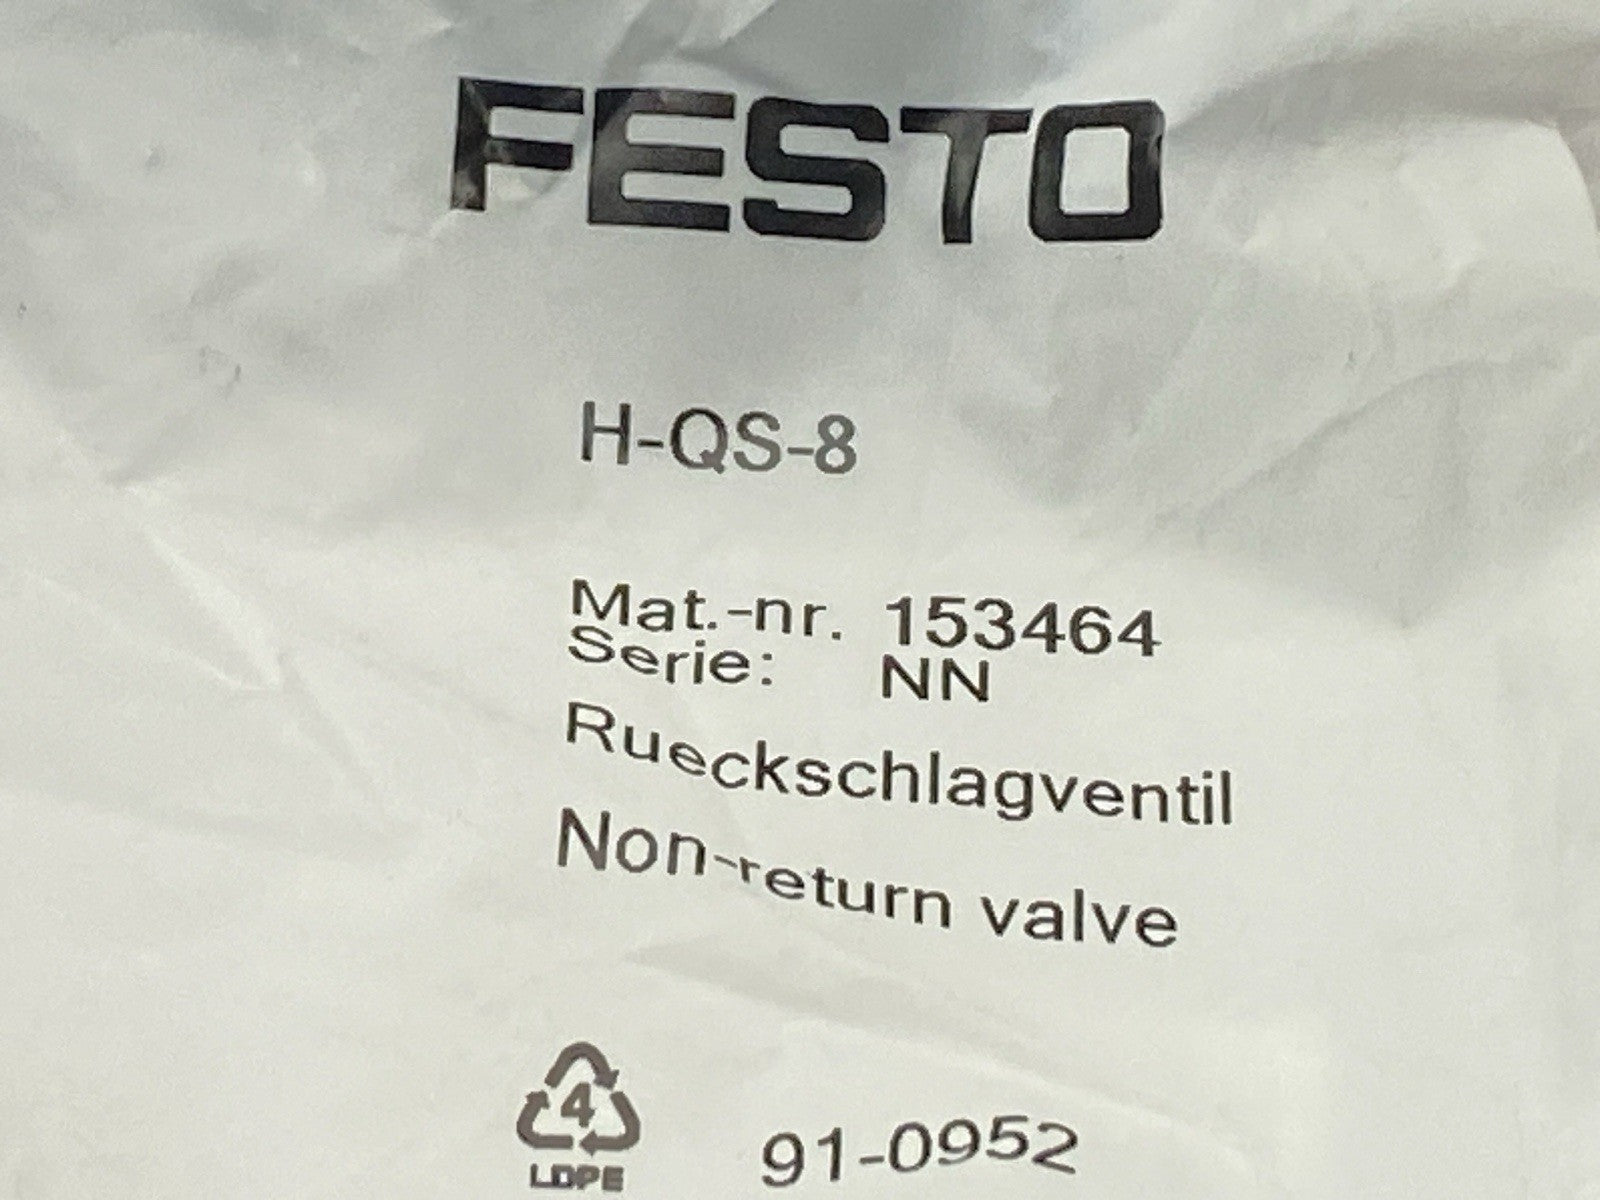 FESTO
H-QS-8
Mat.-nr. 153464
Serie: NN
Rueckschlagventil
Non-return valve
4
LDPE
91-0952